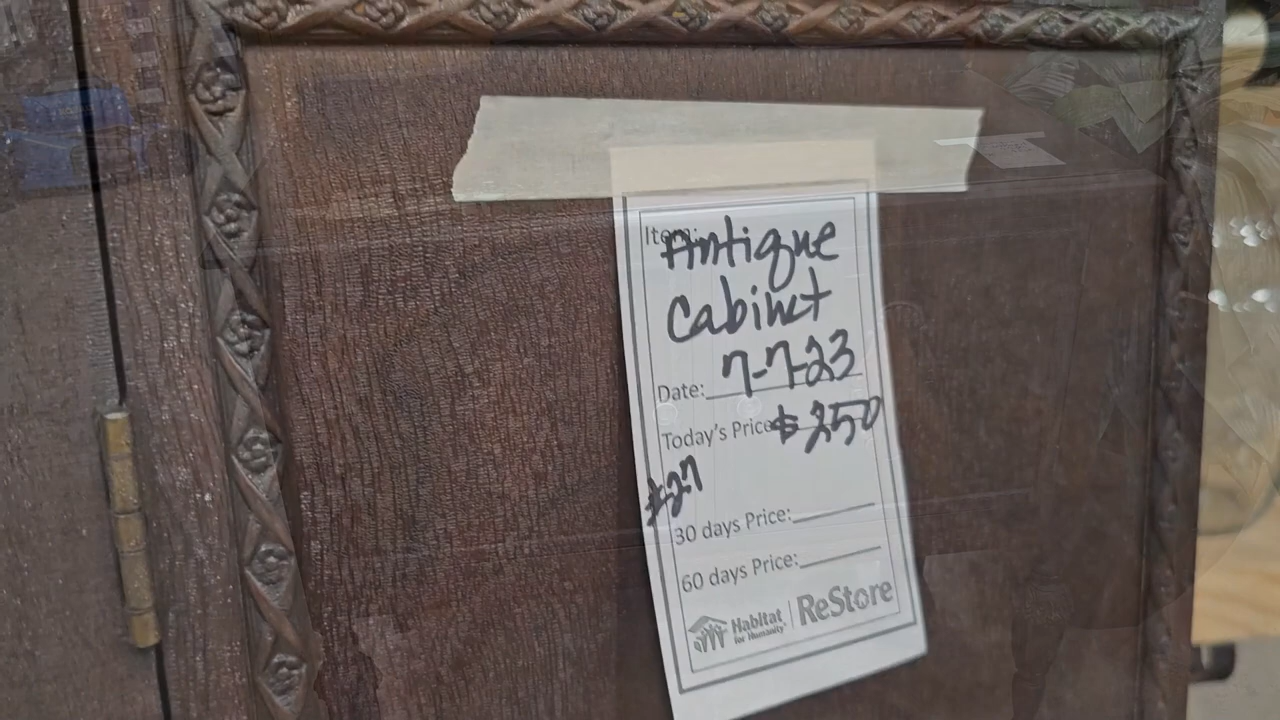 Item: Antique
Cabinet
Date: 7-7-23
Today's Price $250
#27
30 days Price:
60 days Price:
Habitat for Humanity | ReStore